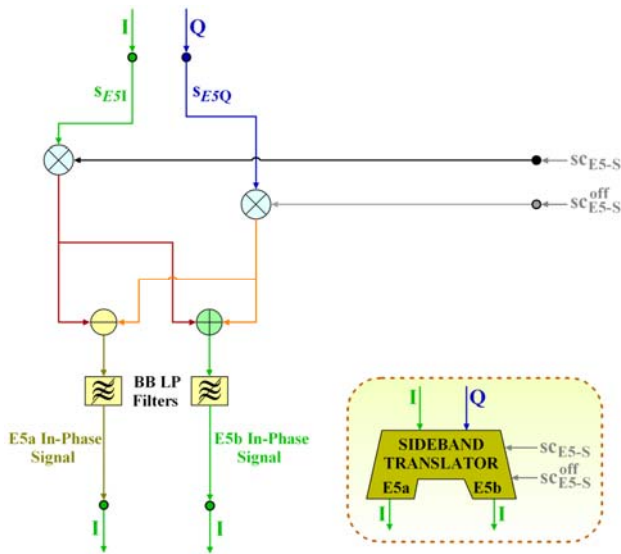 I
Q
sE5I
sE5Q
scE5-S
scoffE5-S
BB LP
Filters
E5a In-Phase
Signal
E5b In-Phase
Signal
I
I
I
Q
SIDEBAND
TRANSLATOR
scE5-S
scoffE5-S
E5a
E5b
I
I